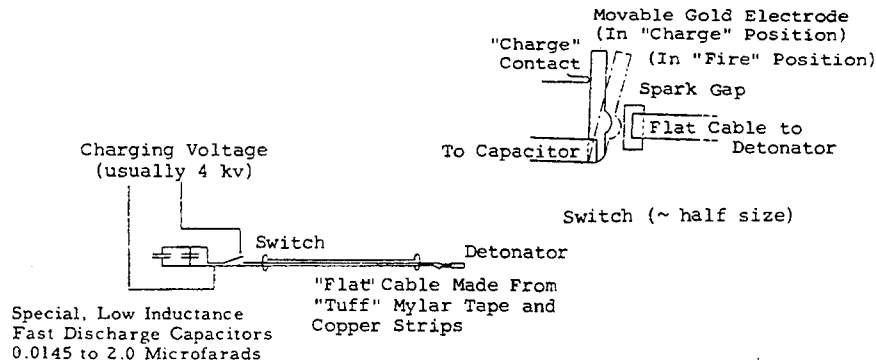 Movable Gold Electrode
(In "Charge" Position)
"Charge"
Contact
(In "Fire" Position)
Spark Gap
Flat Cable to
Detonator
To Capacitor
Switch (~ half size)
Charging Voltage
(usually 4 kv)
Switch
Detonator
"Flat" Cable Made From
"Tuff" Mylar Tape and
Copper Strips
Special, Low Inductance
Fast Discharge Capacitors
0.0145 to 2.0 Microfarads